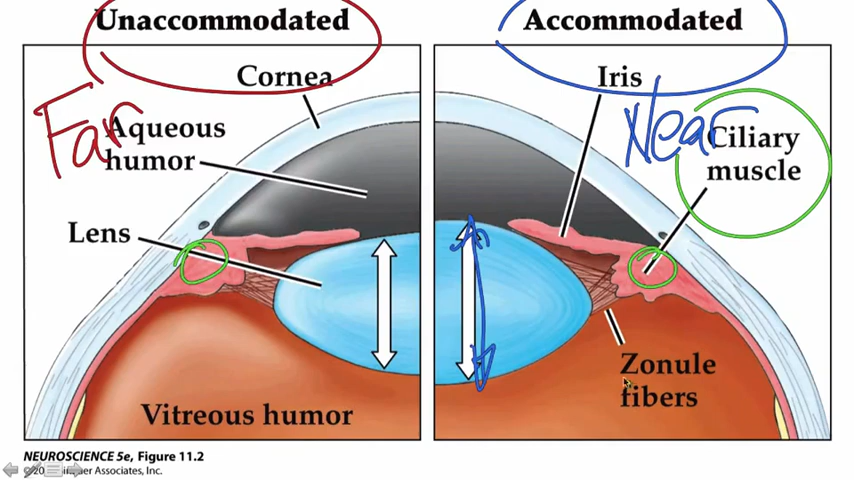 Unaccommodated
Accommodated
Cornea
Iris
Far
Near
Aqueous
humor
Ciliary
muscle
Lens
Zonule
fibers
Vitreous humor
NEUROSCIENCE 5e, Figure 11.2
Associates, Inc.